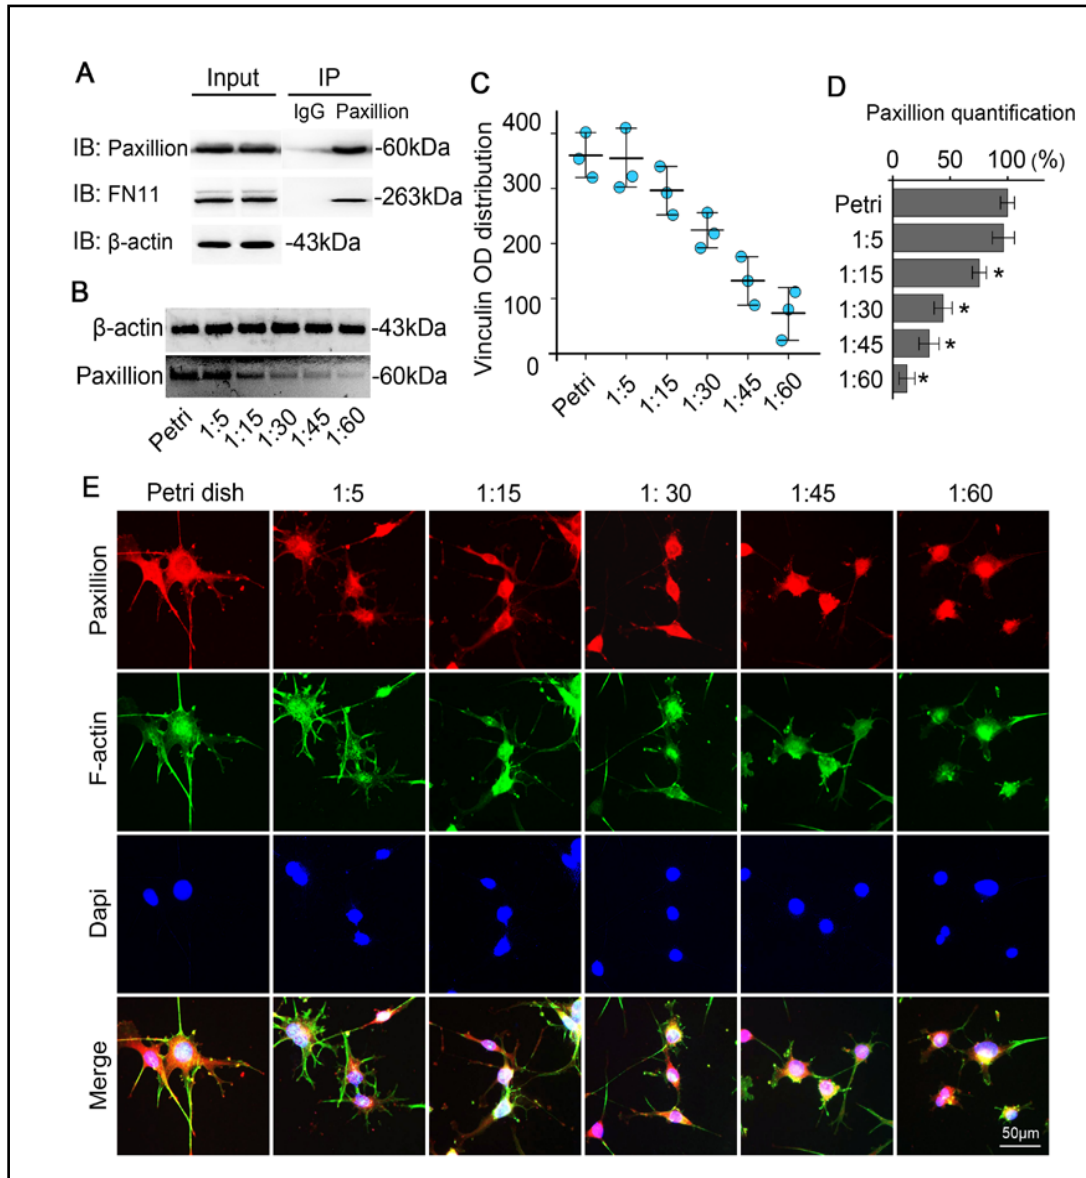 A
Input IP
IgG Paxillion
IB: Paxillion -60kDa
IB: FN11 -263kDa
IB: β-actin -43kDa
B
β-actin -43kDa
Paxillion -60kDa
Petri 1:5 1:15 1:30 1:45 1:60
C
Vinculin OD distribution
400
300
200
100
0
Petri 1:5 1:15 1:30 1:45 1:60
D
Paxillion quantification
0 50 100 (%)
Petri
1:5
1:15 *
1:30 *
1:45 *
1:60 *
E
Petri dish 1:5 1:15 1: 30 1:45 1:60
Paxillion
F-actin
Dapi
Merge
50μm